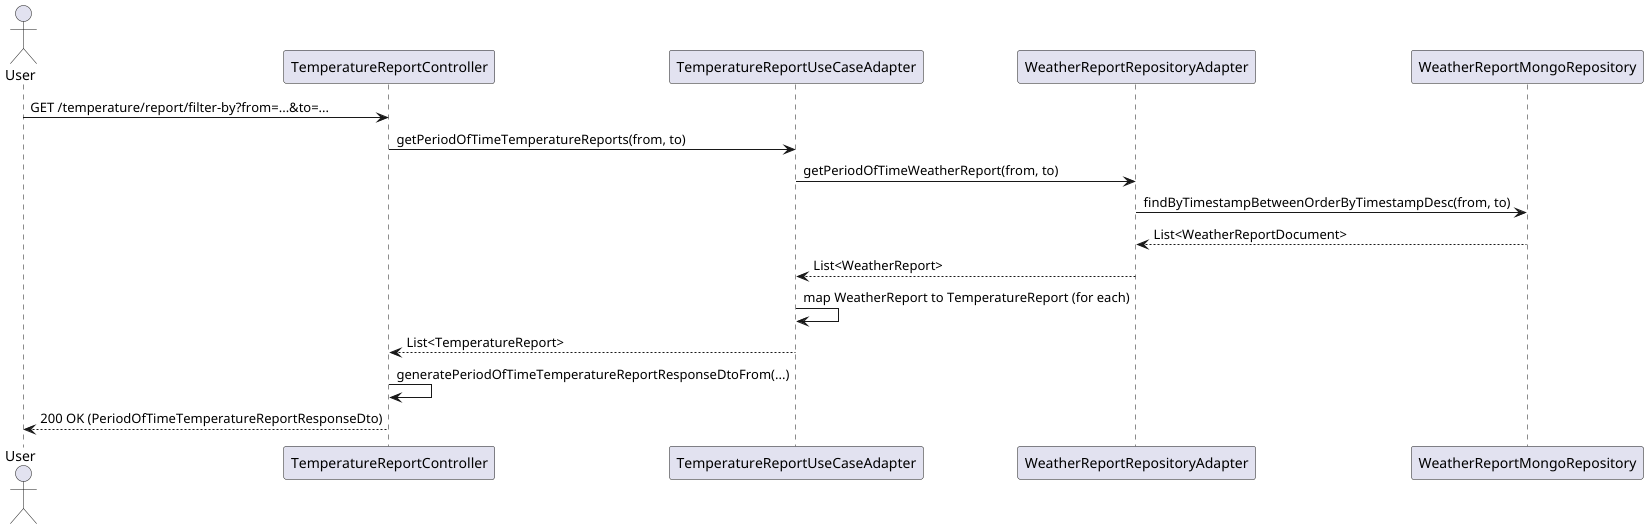 User
TemperatureReportController
TemperatureReportUseCaseAdapter
WeatherReportRepositoryAdapter
WeatherReportMongoRepository
GET /temperature/report/filter-by?from=...&to=...
getPeriodOfTimeTemperatureReports(from, to)
getPeriodOfTimeWeatherReport(from, to)
findByTimestampBetweenOrderByTimestampDesc(from, to)
List<WeatherReportDocument>
List<WeatherReport>
map WeatherReport to TemperatureReport (for each)
List<TemperatureReport>
generatePeriodOfTimeTemperatureReportResponseDtoFrom(...)
200 OK (PeriodOfTimeTemperatureReportResponseDto)
User
TemperatureReportController
TemperatureReportUseCaseAdapter
WeatherReportRepositoryAdapter
WeatherReportMongoRepository